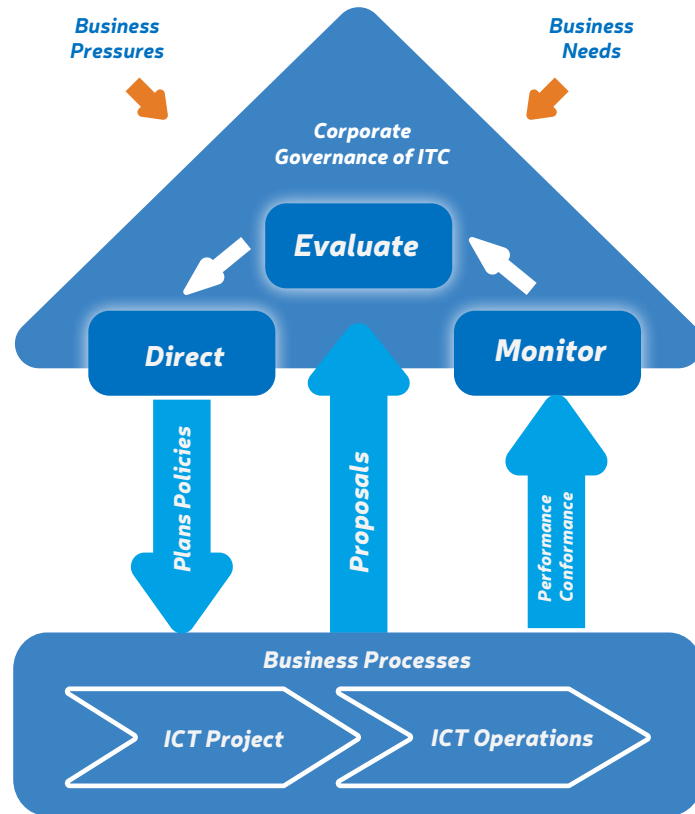 Business
Pressures
Business
Needs
Corporate
Governance of ITC
Evaluate
Direct
Monitor
Plans Policies
Proposals
Performance
Conformance
Business Processes
ICT Project
ICT Operations